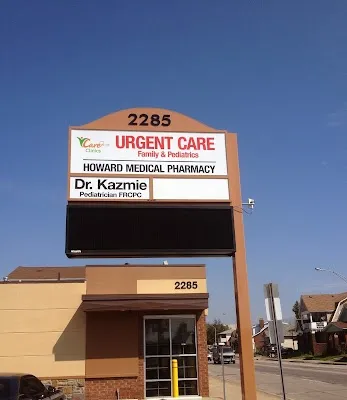 2285
Care
Clinics
URGENT CARE
Family & Pediatrics
HOWARD MEDICAL PHARMACY
Dr. Kazmie
Pediatrician FRCPC
2285